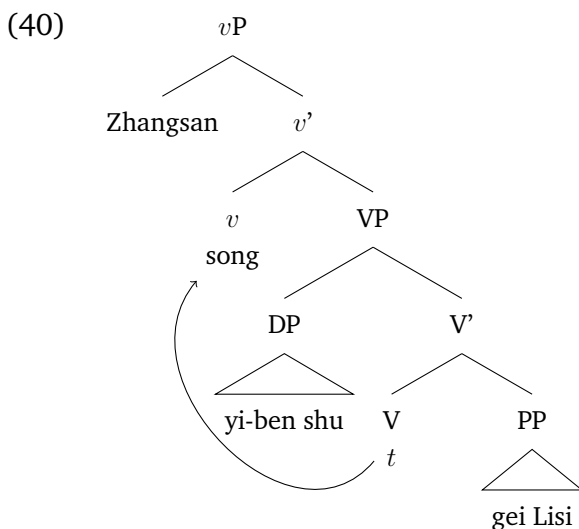 (40) vP
Zhangsan v’
v VP
song
DP V’
yi-ben shu V PP
t
gei Lisi